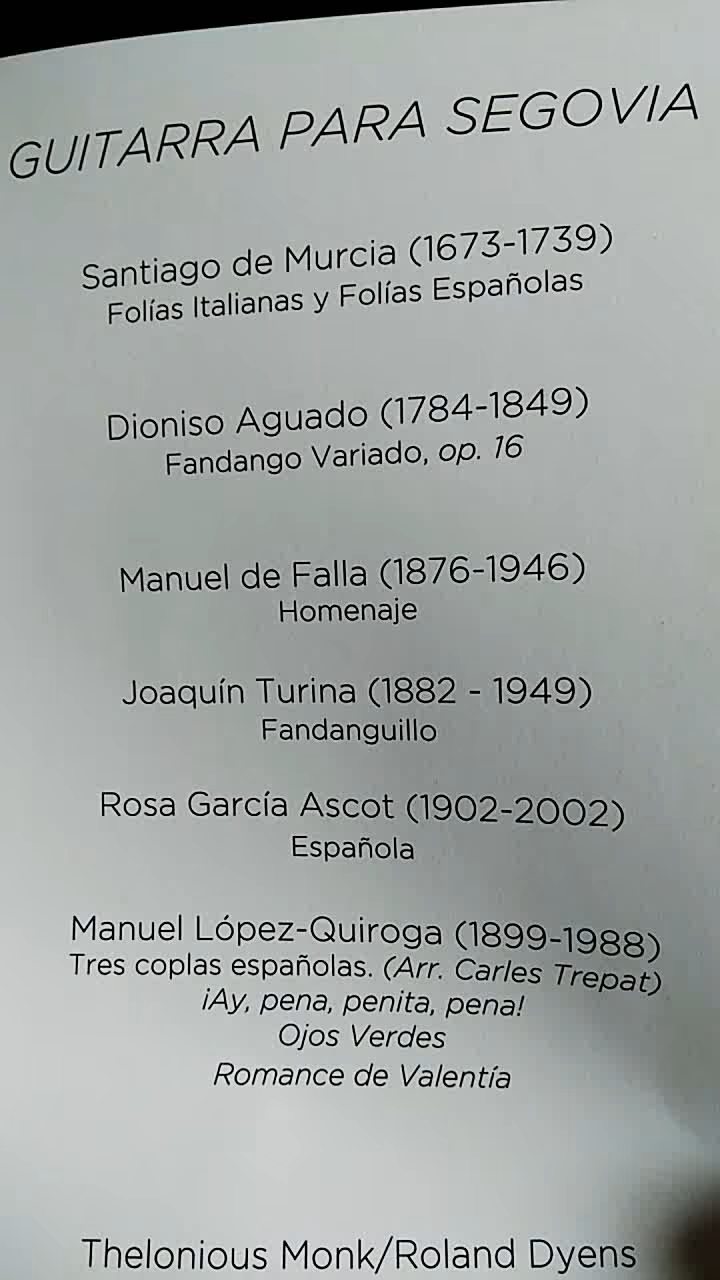 GUITARRA PARA SEGOVIA
Santiago de Murcia (1673-1739)
Folías Italianas y Folías Españolas
Dioniso Aguado (1784-1849)
Fandango Variado, op. 16
Manuel de Falla (1876-1946)
Homenaje
Joaquín Turina (1882 - 1949)
Fandanguillo
Rosa García Ascot (1902-2002)
Española
Manuel López-Quiroga (1899-1988)
Tres coplas españolas. (Arr. Carles Trepat)
¡Ay, pena, penita, pena!
Ojos Verdes
Romance de Valentía
Thelonious Monk/Roland Dyens